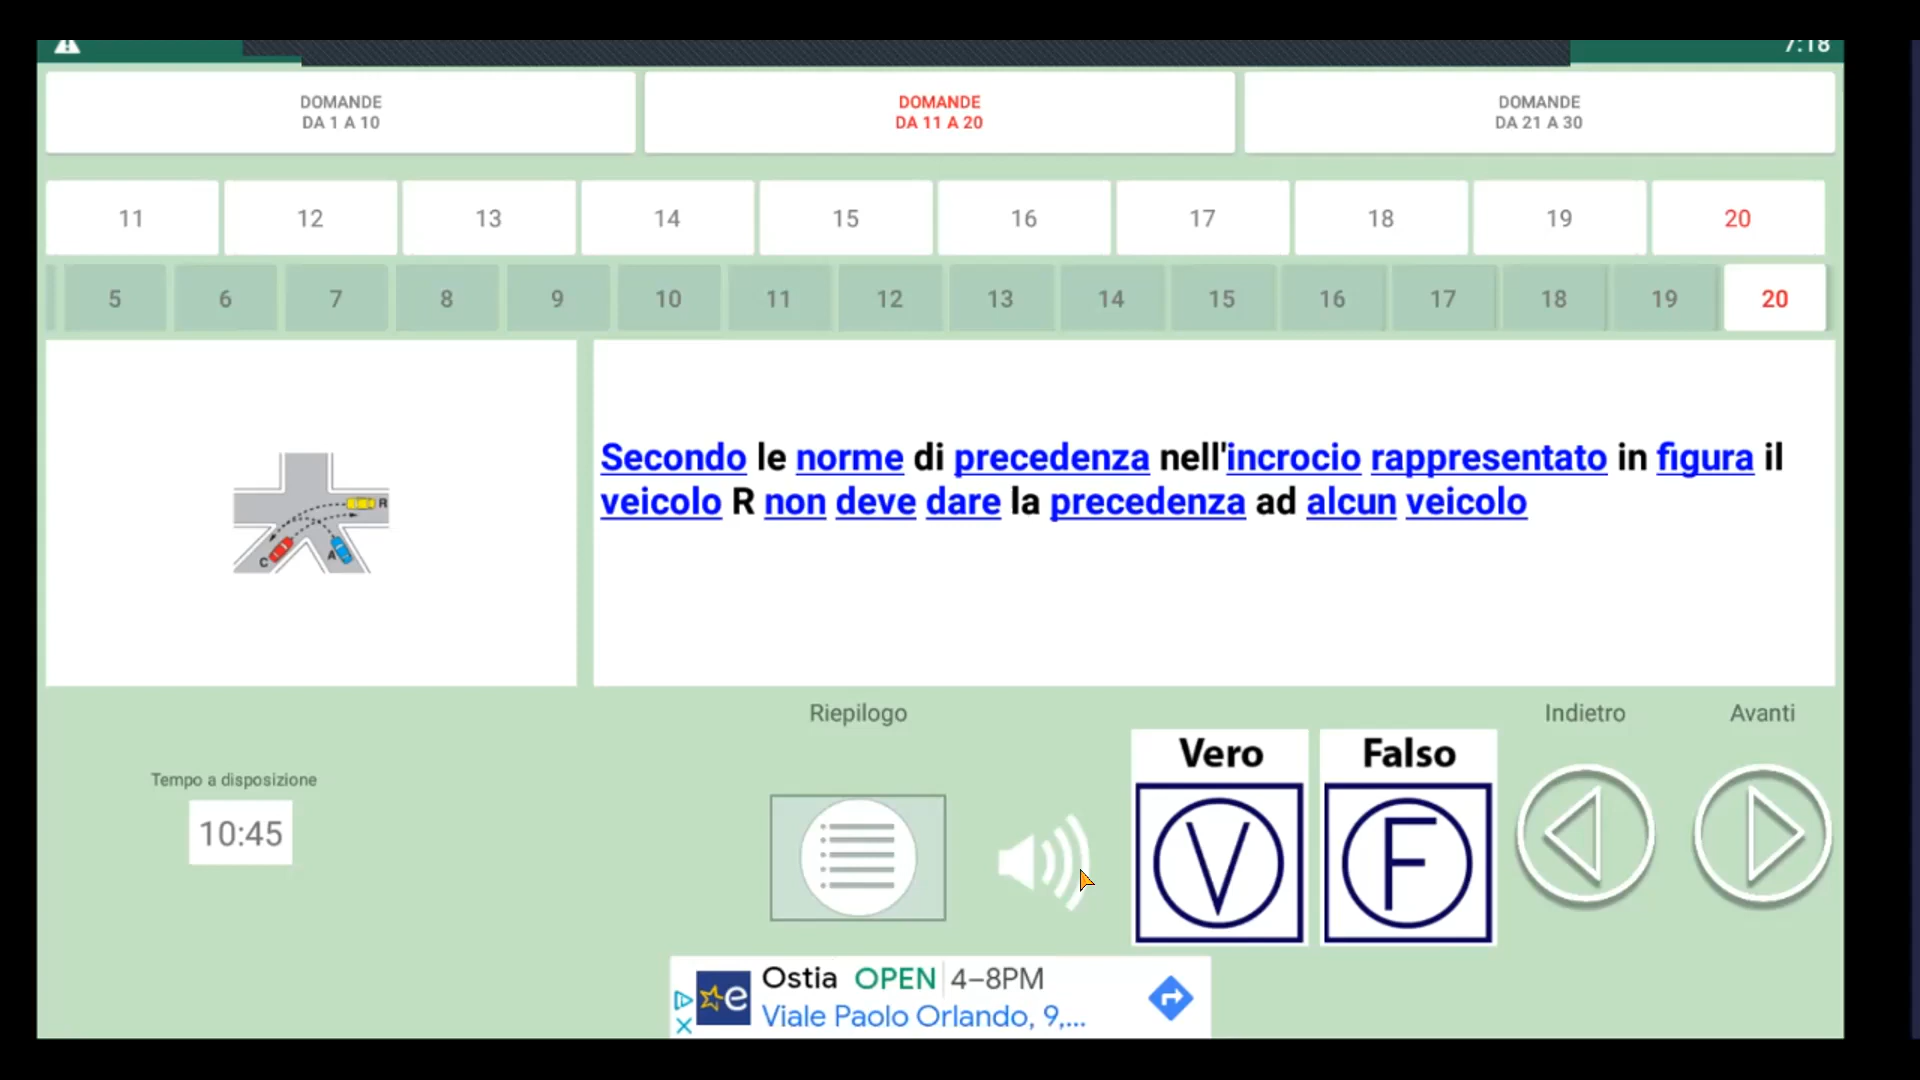 7:18
DOMANDE
DA 1 A 10
DOMANDE
DA 11 A 20
DOMANDE
DA 21 A 30
11 12 13 14 15 16 17 18 19 20
5 6 7 8 9 10 11 12 13 14 15 16 17 18 19 20
R
C
A
Secondo le norme di precedenza nell'incrocio rappresentato in figura il
veicolo R non deve dare la precedenza ad alcun veicolo
Riepilogo
Indietro
Avanti
Tempo a disposizione
10:45
Vero
V
Falso
F
e
Ostia OPEN 4–8PM
Viale Paolo Orlando, 9,...